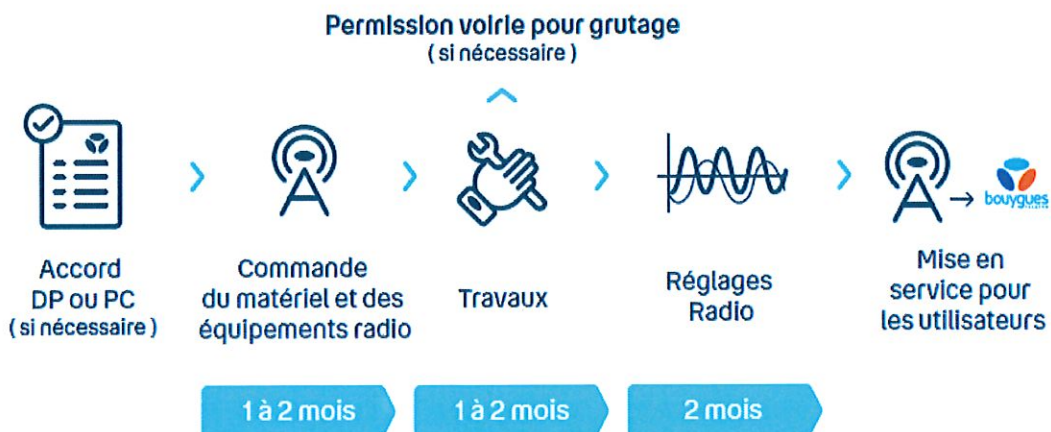 Permission voirie pour grutage
( si nécessaire )
Accord
DP ou PC
( si nécessaire )
Commande
du matériel et des
équipements radio
Travaux
Réglages
Radio
bouygues
Mise en
service pour
les utilisateurs
1 à 2 mois
1 à 2 mois
2 mois